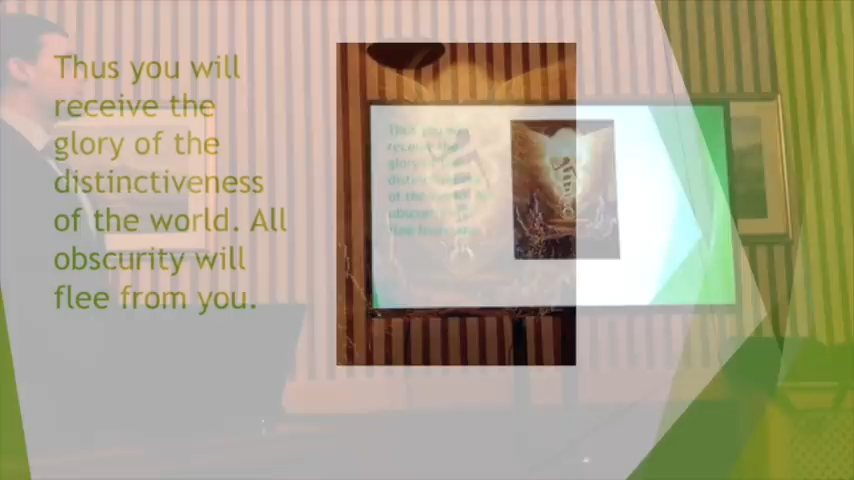 Thus you will
receive the
glory of the
distinctiveness
of the world. All
obscurity will
flee from you.